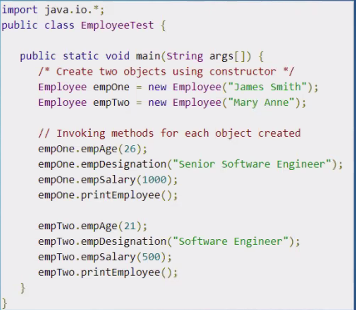 import java.io.*;
public class EmployeeTest {
public static void main(String args[]) {
/* Create two objects using constructor */
Employee empOne = new Employee("James Smith");
Employee empTwo = new Employee("Mary Anne");
// Invoking methods for each object created
empOne.empAge(26);
empOne.empDesignation("Senior Software Engineer");
empOne.empSalary(1000);
empOne.printEmployee();
empTwo.empAge(21);
empTwo.empDesignation("Software Engineer");
empTwo.empSalary(500);
empTwo.printEmployee();
}
}